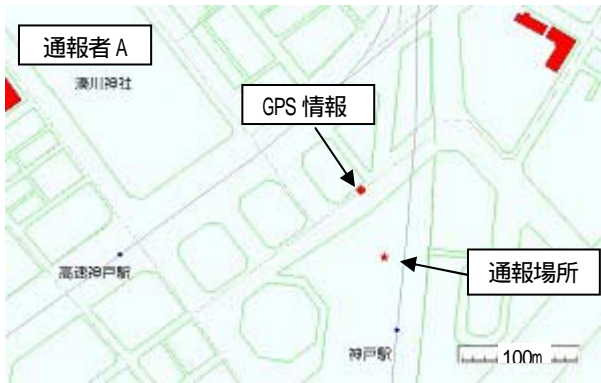 通報者 A
湊川神社
GPS 情報
通報場所
高速神戸駅
神戸駅
100m